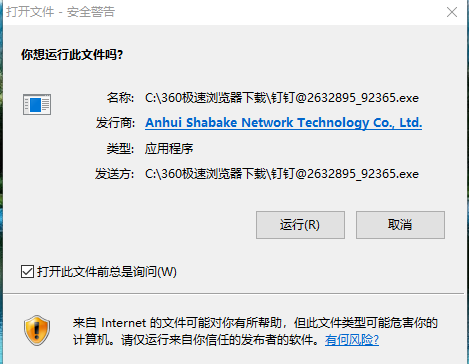 打开文件 - 安全警告
你想运行此文件吗?
名称: C:\360极速浏览器下载\钉钉@2632895_92365.exe
发行商: Anhui Shabake Network Technology Co., Ltd.
类型: 应用程序
发送方: C:\360极速浏览器下载\钉钉@2632895_92365.exe
运行(R) 取消
打开此文件前总是询问(W)
来自 Internet 的文件可能对你有所帮助，但此文件类型可能危害你的
计算机。请仅运行来自你信任的发布者的软件。有何风险?